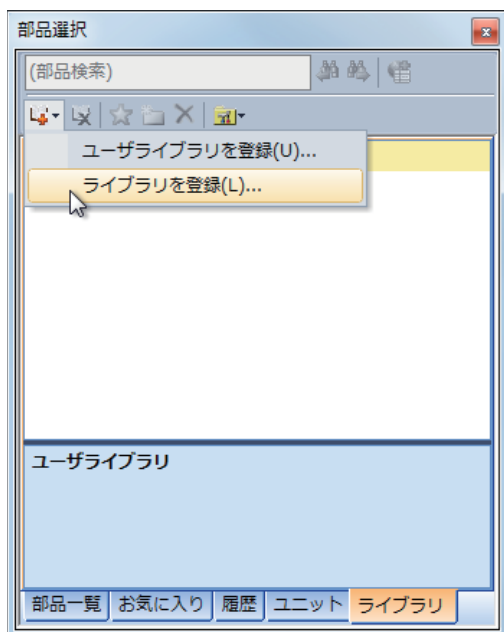 部品選択
(部品検索)
ユーザライブラリを登録(U)...
ライブラリを登録(L)...
ユーザライブラリ
部品一覧 お気に入り 履歴 ユニット ライブラリ